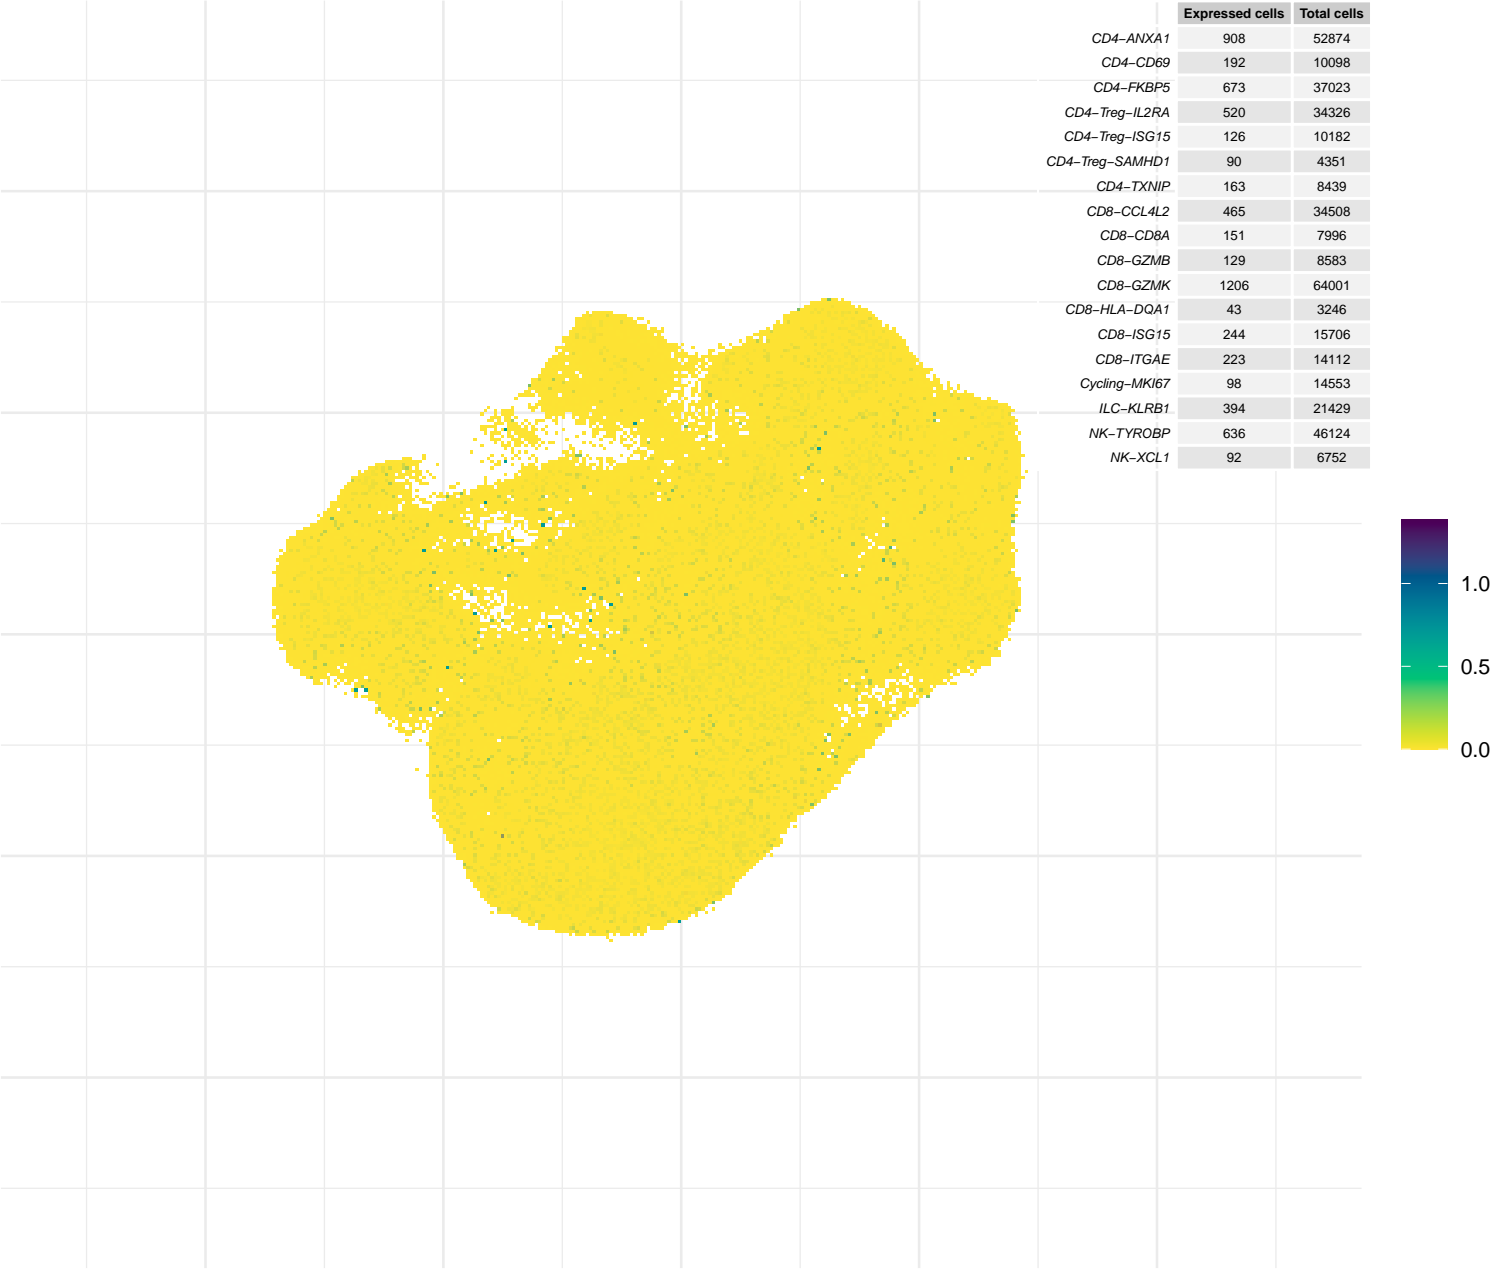 Expressed cells Total cells
CD4−ANXA1 908 52874
CD4−CD69 192 10098
CD4−FKBP5 673 37023
CD4−Treg−IL2RA 520 34326
CD4−Treg−ISG15 126 10182
CD4−Treg−SAMHD1 90 4351
CD4−TXNIP 163 8439
CD8−CCL4L2 465 34508
CD8−CD8A 151 7996
CD8−GZMB 129 8583
CD8−GZMK 1206 64001
CD8−HLA−DQA1 43 3246
CD8−ISG15 244 15706
CD8−ITGAE 223 14112
Cycling−MKI67 98 14553
ILC−KLRB1 394 21429
NK−TYROBP 636 46124
NK−XCL1 92 6752
1.0
0.5
0.0